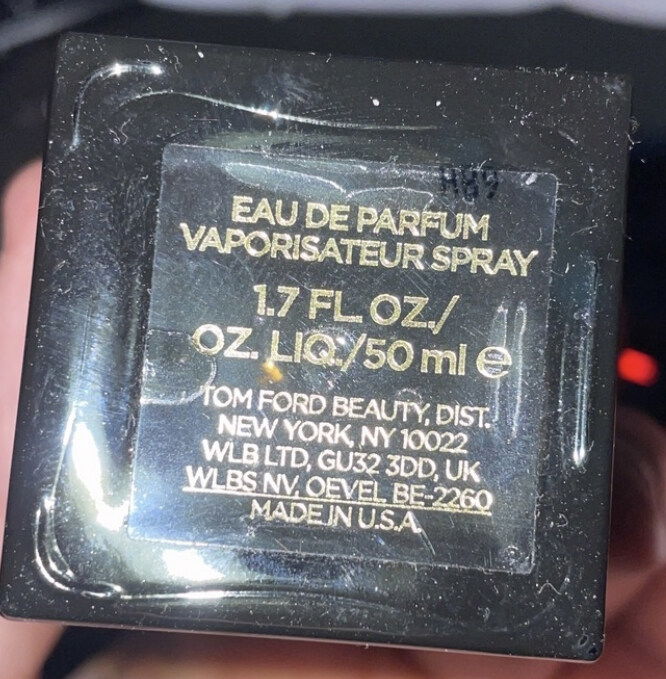 A89
EAU DE PARFUM
VAPORISATEUR SPRAY
1.7 FL. OZ./
OZ. LIQ./50 ml e
TOM FORD BEAUTY, DIST.
NEW YORK, NY 10022
WLB LTD, GU32 3DD, UK
WLBS NV, OEVEL BE-2260
MADE IN U.S.A.